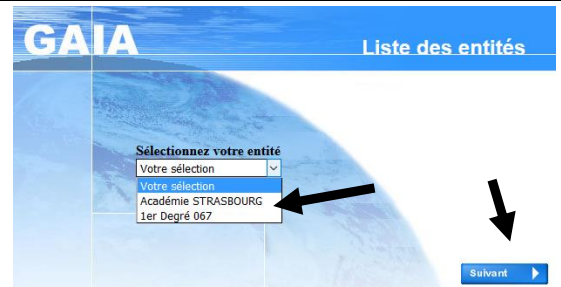 GAIA
Liste des entités
Sélectionnez votre entité
Votre sélection
Votre sélection
Académie STRASBOURG
1er Degré 067
Suivant